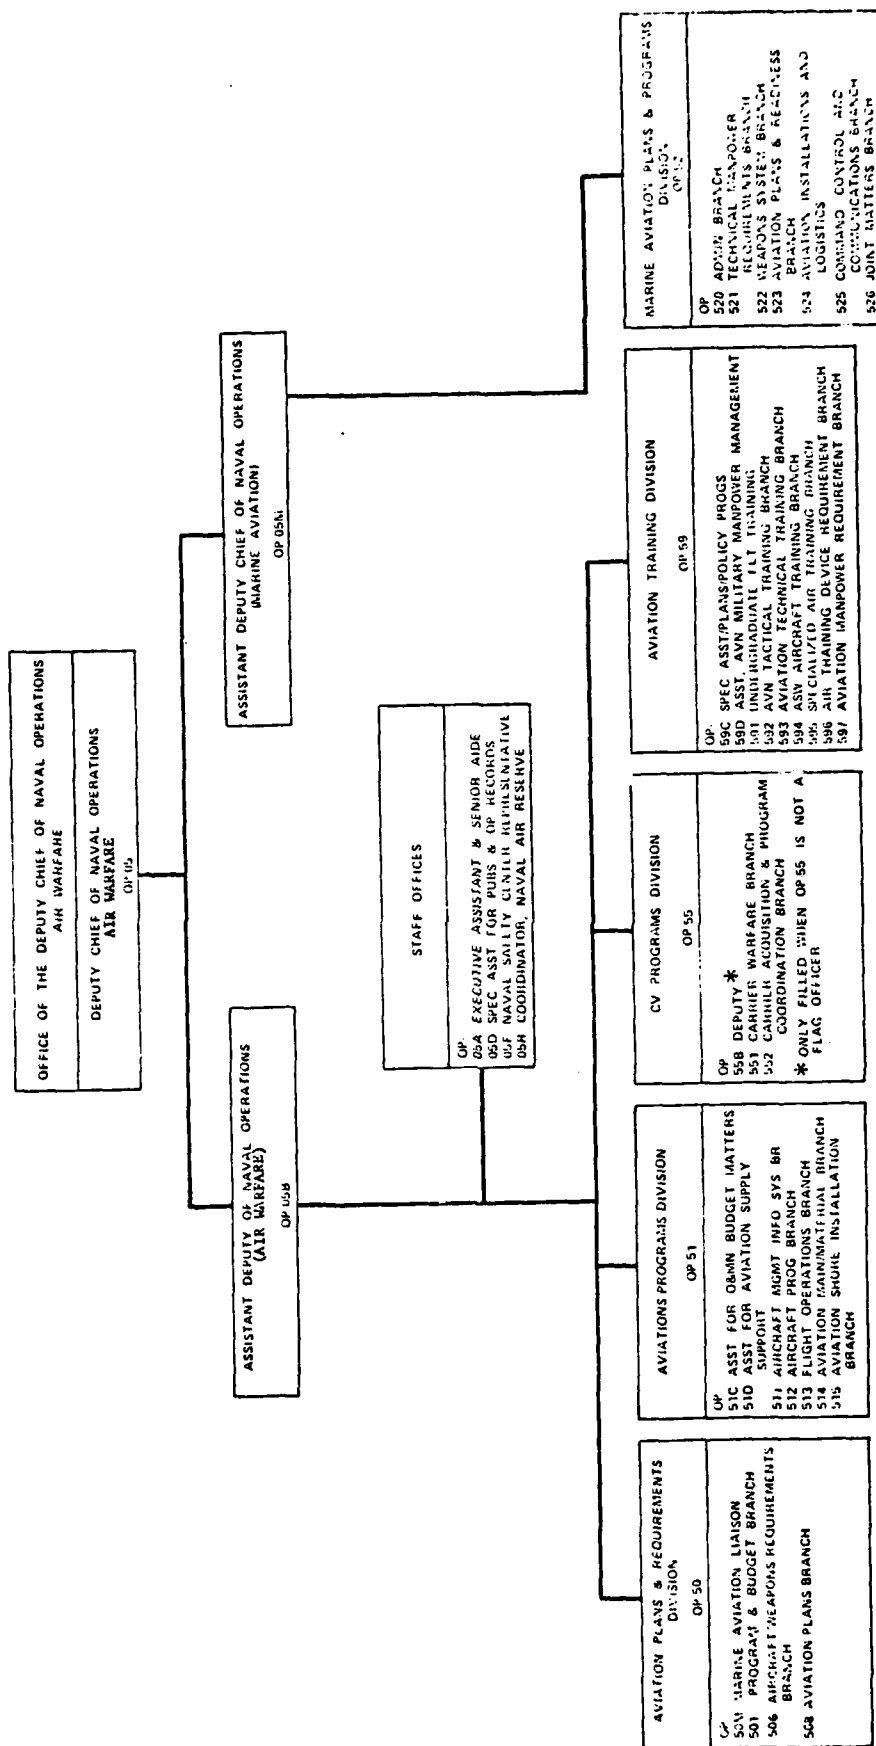 OFFICE OF THE DEPUTY CHIEF OF NAVAL OPERATIONS
AIR WARFARE
DEPUTY CHIEF OF NAVAL OPERATIONS
AIR WARFARE
OP 05
ASSISTANT DEPUTY OF NAVAL OPERATIONS
(AIR WARFARE)
OP 05B
ASSISTANT DEPUTY CHIEF OF NAVAL OPERATIONS
(MARINE AVIATION)
OP 05M
STAFF OFFICES
OP.
05A EXECUTIVE ASSISTANT & SENIOR AIDE
05D SPEC ASST FOR PUBS & OP RECORDS
05F NAVAL SAFETY CENTER REPRESENTATIVE
05R COORDINATOR, NAVAL AIR RESERVE
AVIATION PLANS & REQUIREMENTS
DIVISION
OP 50
OP
50M MARINE AVIATION LIAISON
501 PROGRAM & BUDGET BRANCH
506 AIRCRAFT WEAPONS REQUIREMENTS
BRANCH
508 AVIATION PLANS BRANCH
AVIATIONS PROGRAMS DIVISION
OP 51
OP
51C ASST FOR O&MN BUDGET MATTERS
51D ASST FOR AVIATION SUPPLY
SUPPORT
511 AIRCRAFT MGMT INFO SYS BR
512 AIRCRAFT PROG BRANCH
513 FLIGHT OPERATIONS BRANCH
514 AVIATION MAIN/MATERIAL BRANCH
515 AVIATION SHORE INSTALLATION
BRANCH
CV PROGRAMS DIVISION
OP 55
OP
55B DEPUTY *
551 CARRIER WARFARE BRANCH
552 CARRIER ACQUISITION & PROGRAM
COORDINATION BRANCH
* ONLY FILLED WHEN OP 55 IS NOT A
FLAG OFFICER
AVIATION TRAINING DIVISION
OP 59
OP.
59C SPEC ASST/PLANS/POLICY PROGS
59D ASST, AVN MILITARY MANPOWER MANAGEMENT
591 UNDERGRADUATE FLT TRAINING
592 AVN TACTICAL TRAINING BRANCH
593 AVIATION TECHNICAL TRAINING BRANCH
594 ASW AIRCRAFT TRAINING BRANCH
595 SPECIALIZED AIR TRAINING BRANCH
596 AIR THAINING DEVICE REQUIREMENT BRANCH
597 AVIATION MANPOWER REQUIREMENT BRANCH
MARINE AVIATION PLANS & PROGRAMS
DIVISION
OP 52
OP
520 ADMIN BRANCH
521 TECHNICAL MANPOWER
REQUIREMENTS BRANCH
522 WEAPONS SYSTEM BRANCH
523 AVIATION PLANS & READINESS
BRANCH
524 AVIATION INSTALLATIONS AND
LOGISTICS
525 COMMAND CONTROL AND
COMMUNICATIONS BRANCH
526 JOINT MATTERS BRANCH